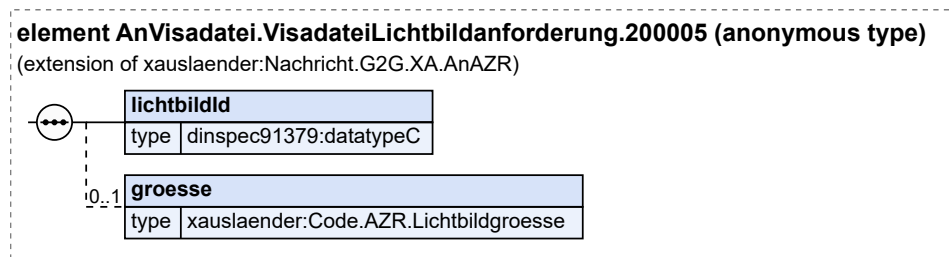 element AnVisadatei.VisadateiLichtbildanforderung.200005 (anonymous type)
(extension of xauslaender:Nachricht.G2G.XA.AnAZR)
lichtbildId
type dinspec91379:datatypeC
0..1 groesse
type xauslaender:Code.AZR.Lichtbildgroesse